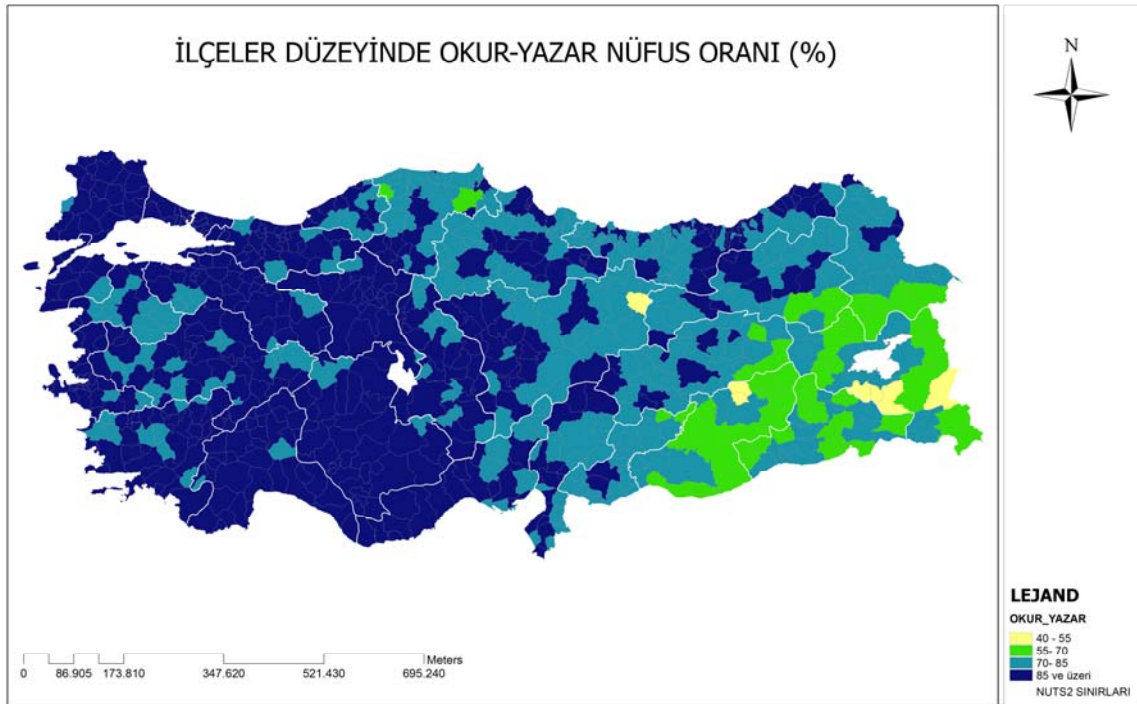 İLÇELER DÜZEYİNDE OKUR-YAZAR NÜFUS ORANI (%)
N
LEJAND
OKUR_YAZAR
40 - 55
55- 70
70- 85
85 ve üzeri
NUTS2 SINIRLARI
Meters
0 86.905 173.810 347.620 521.430 695.240